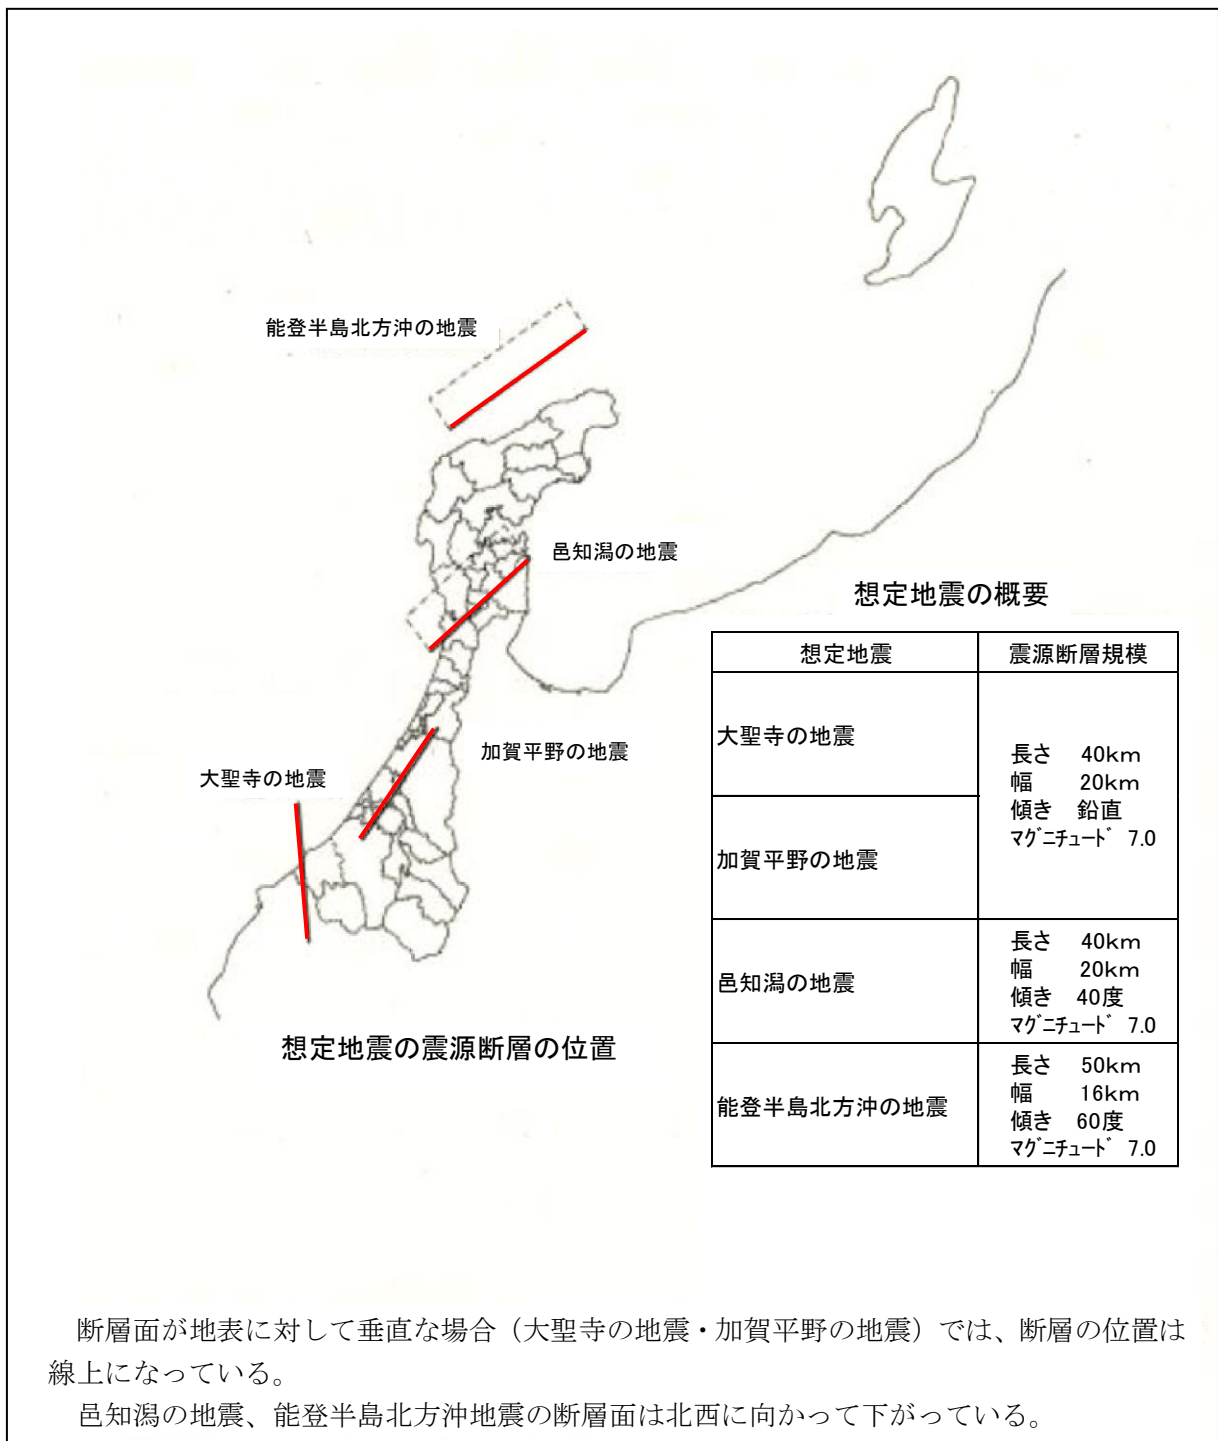 能登半島北方沖の地震
邑知潟の地震
想定地震の概要
想定地震 震源断層規模
大聖寺の地震
加賀平野の地震
長さ 40km
幅 20km
傾き 鉛直
マグニチュード 7.0
邑知潟の地震
長さ 40km
幅 20km
傾き 40度
マグニチュード 7.0
能登半島北方沖の地震
長さ 50km
幅 16km
傾き 60度
マグニチュード 7.0
加賀平野の地震
大聖寺の地震
想定地震の震源断層の位置
断層面が地表に対して垂直な場合（大聖寺の地震・加賀平野の地震）では、断層の位置は
線上になっている。
邑知潟の地震、能登半島北方沖地震の断層面は北西に向かって下がっている。